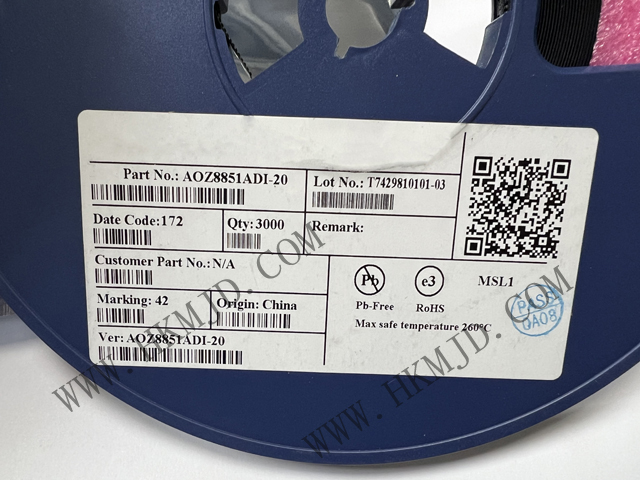 Part No.: AOZ8851ADI-20
Lot No.: T7429810101-03
Date Code:172
Qty:3000
Remark:
Customer Part No.: N/A
Marking: 42
Origin: China
Ver: AOZ8851ADI-20
Pb
e3
MSL1
Pb-Free
RoHS
Max safe temperature 260°C
PASS
QA08
WWW.HKMJD.COM
WWW.HKMJD.COM